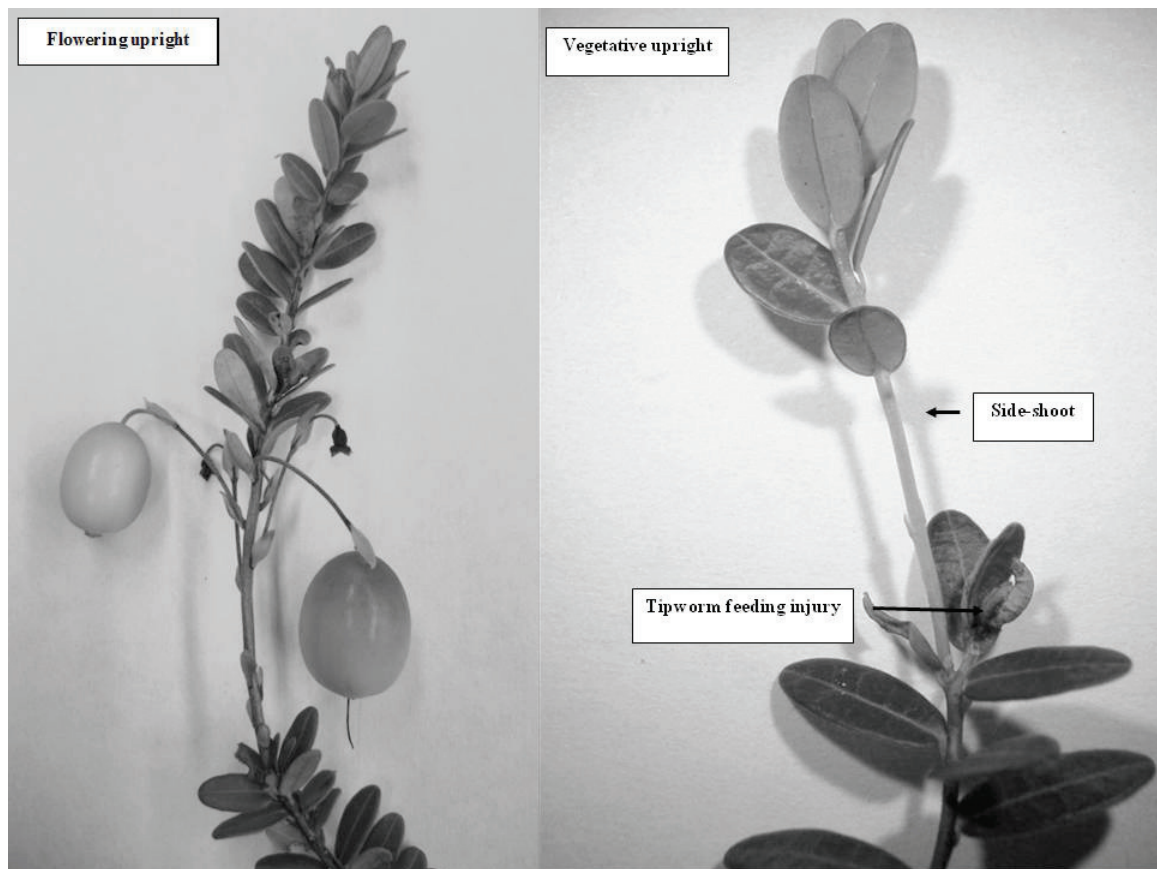 Flowering upright
Vegetative upright
Side-shoot
Tipworm feeding injury